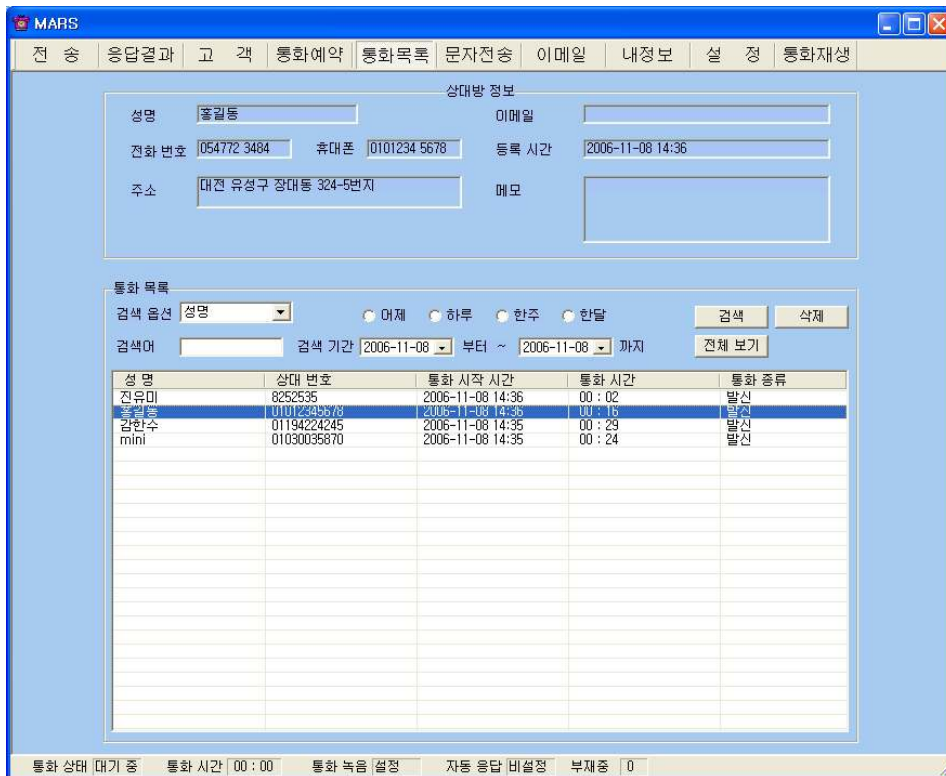 MARS
전 송 응답결과 고 객 통화예약 통화목록 문자전송 이메일 내정보 설 정 통화재생
상대방 정보
성명 홍길동 이메일
전화 번호 054772 3484 휴대폰 0101234 5678 등록 시간 2006-11-08 14:36
주소 대전 유성구 장대동 324-5번지 메모
통화 목록
검색 옵션 성명 어제 하루 한주 한달 검색 삭제
검색어 검색 기간 2006-11-08 부터 ~ 2006-11-08 까지 전체 보기
성 명 상대 번호 통화 시작 시간 통화 시간 통화 종류
진유미 8252535 2006-11-08 14:36 00 : 02 발신
홍길동 01012345678 2006-11-08 14:36 00 : 16 발신
감한수 01194224245 2006-11-08 14:35 00 : 29 발신
mini 01030035870 2006-11-08 14:35 00 : 24 발신
통화 상태 대기 중 통화 시간 00 : 00 통화 녹음 설정 자동 응답 비설정 부재중 0